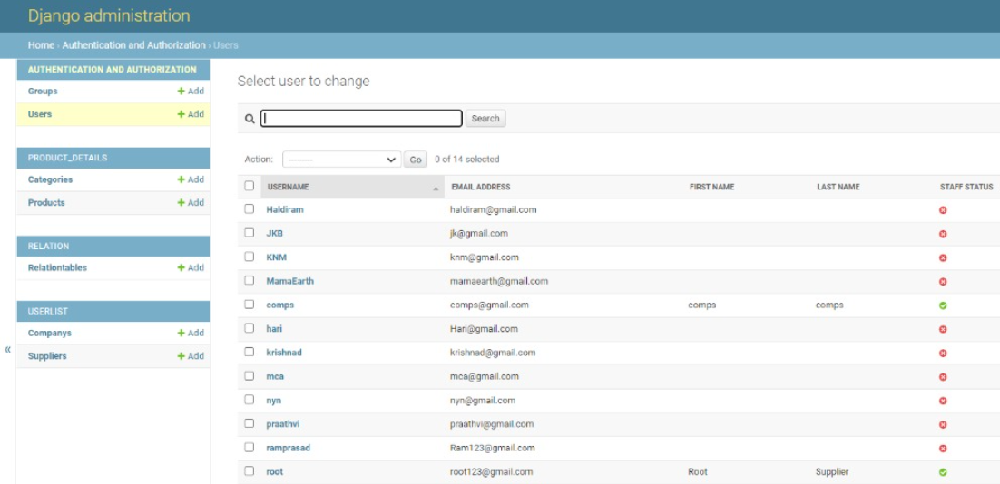 Django administration
Home › Authentication and Authorization › Users
AUTHENTICATION AND AUTHORIZATION
Groups + Add
Users + Add
PRODUCT_DETAILS
Categories + Add
Products + Add
RELATION
Relationtables + Add
USERLIST
Companys + Add
Suppliers + Add
«
Select user to change
Search
Action: --------- Go 0 of 14 selected
USERNAME EMAIL ADDRESS FIRST NAME LAST NAME STAFF STATUS
Haldiram haldiram@gmail.com
JKB jk@gmail.com
KNM knm@gmail.com
MamaEarth mamaearth@gmail.com
comps comps@gmail.com comps comps
hari Hari@gmail.com
krishnad krishnad@gmail.com
mca mca@gmail.com
nyn nyn@gmail.com
praathvi praathvi@gmail.com
ramprasad Ram123@gmail.com
root root123@gmail.com Root Supplier